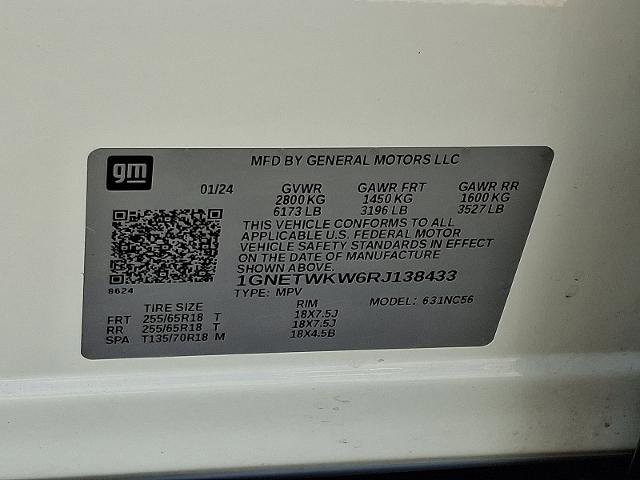 gm
MFD BY GENERAL MOTORS LLC
01/24 GVWR GAWR FRT GAWR RR
2800 KG 1450 KG 1600 KG
6173 LB 3196 LB 3527 LB
THIS VEHICLE CONFORMS TO ALL
APPLICABLE U.S. FEDERAL MOTOR
VEHICLE SAFETY STANDARDS IN EFFECT
ON THE DATE OF MANUFACTURE
SHOWN ABOVE.
1GNETWKW6RJ138433
8624
TYPE: MPV MODEL: 631NC56
TIRE SIZE RIM
FRT 255/65R18 T 18X7.5J
RR 255/65R18 T 18X7.5J
SPA T135/70R18 M 18X4.5B